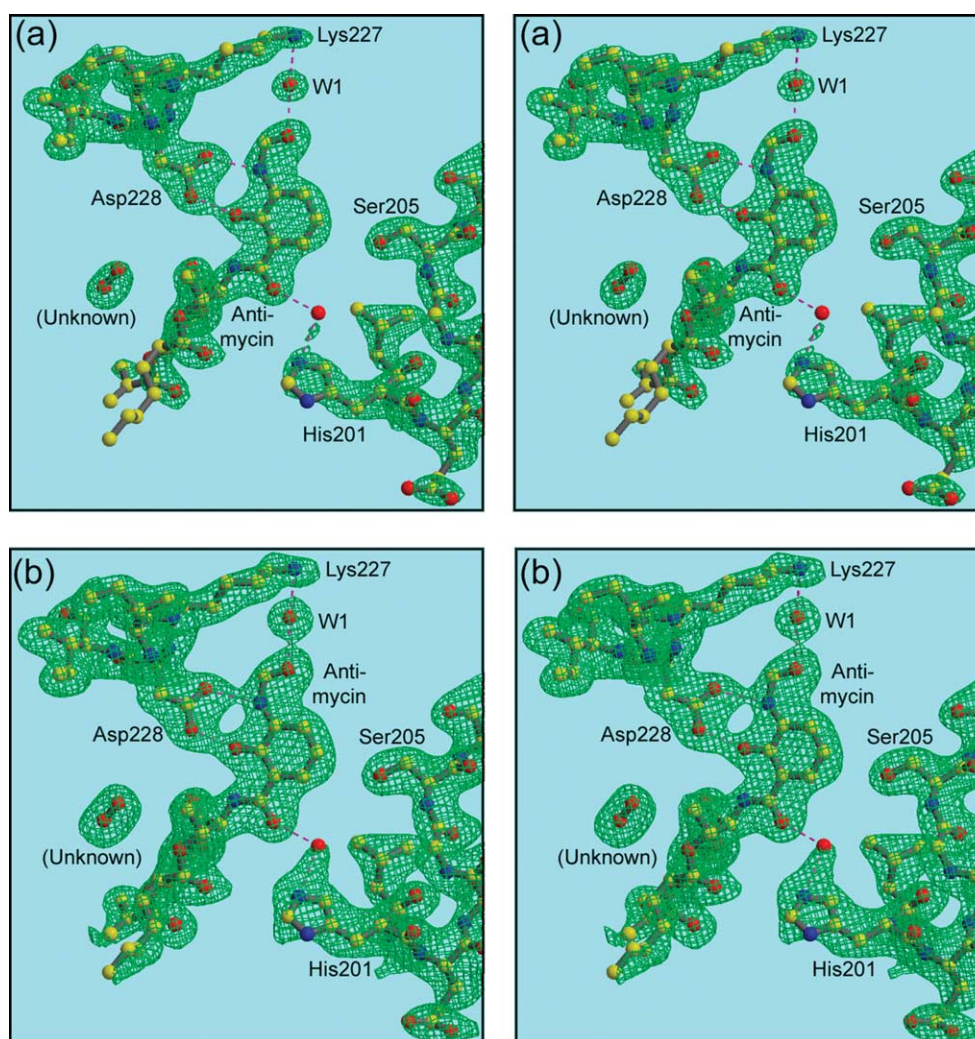 (a)
Lys227
W1
Asp228
Ser205
(Unknown)
Anti-
mycin
His201
(a)
Lys227
W1
Asp228
Ser205
(Unknown)
Anti-
mycin
His201
(b)
Lys227
W1
Anti-
mycin
Asp228
Ser205
(Unknown)
His201
(b)
Lys227
W1
Anti-
mycin
Asp228
Ser205
(Unknown)
His201